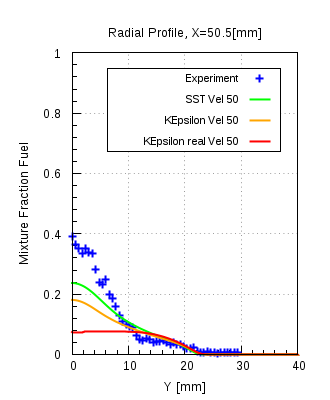 Radial Profile, X=50.5[mm]
Experiment
SST Vel 50
KEpsilon Vel 50
KEpsilon real Vel 50
Mixture Fraction Fuel
1
0.8
0.6
0.4
0.2
0
0 10 20 30 40
Y [mm]